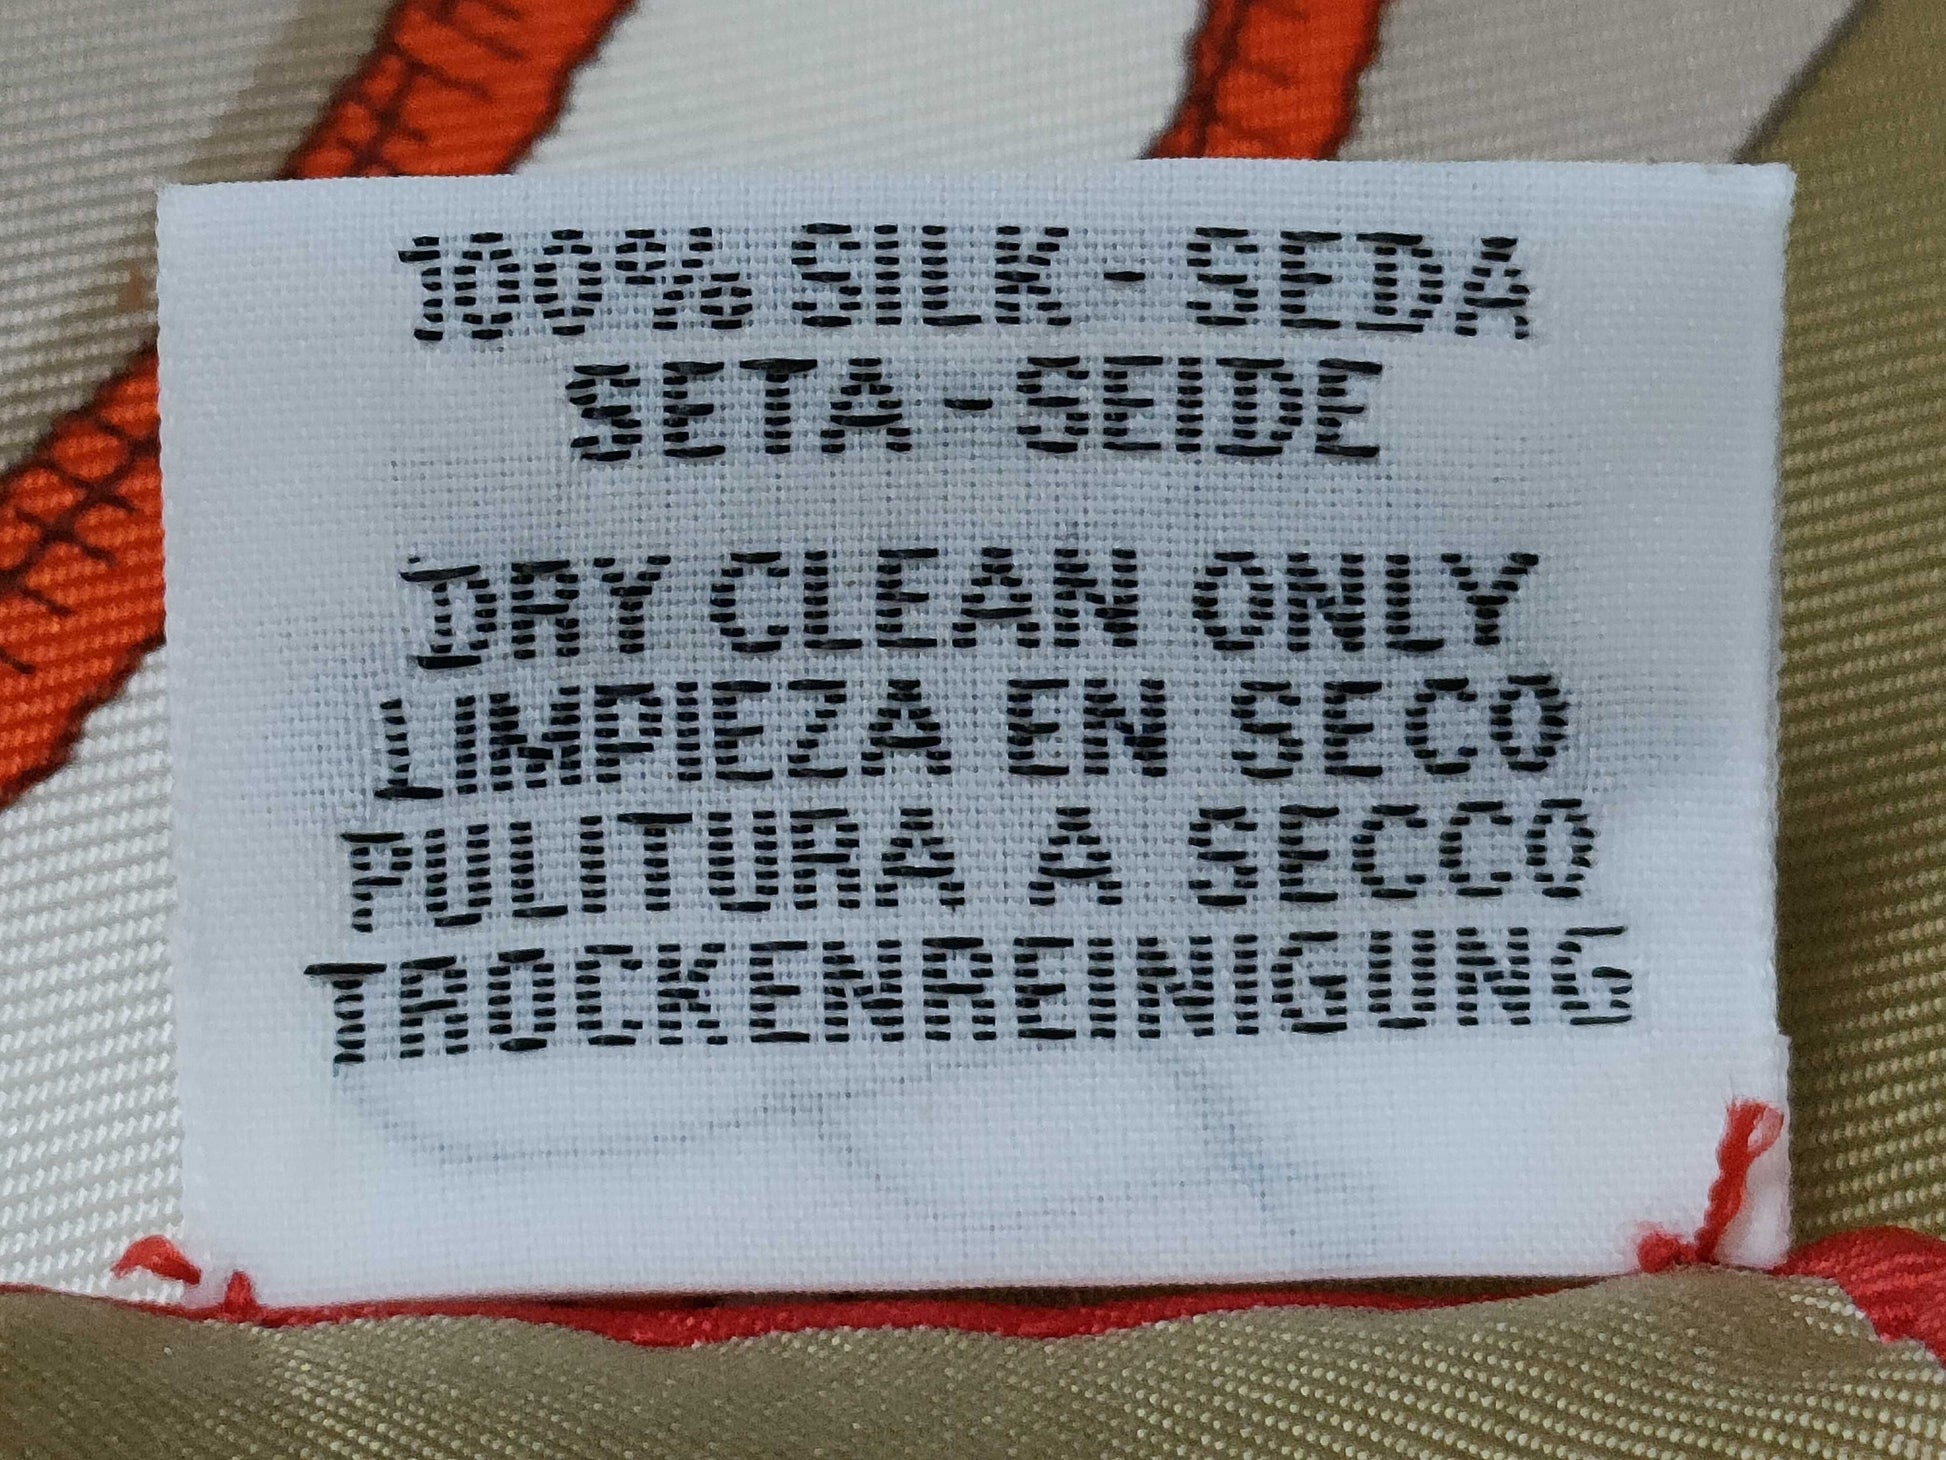 100% SILK - SEDA
SETA - SEIDE
DRY CLEAN ONLY
LIMPIEZA EN SECO
PULITURA A SECCO
TROCKENREINIGUNG